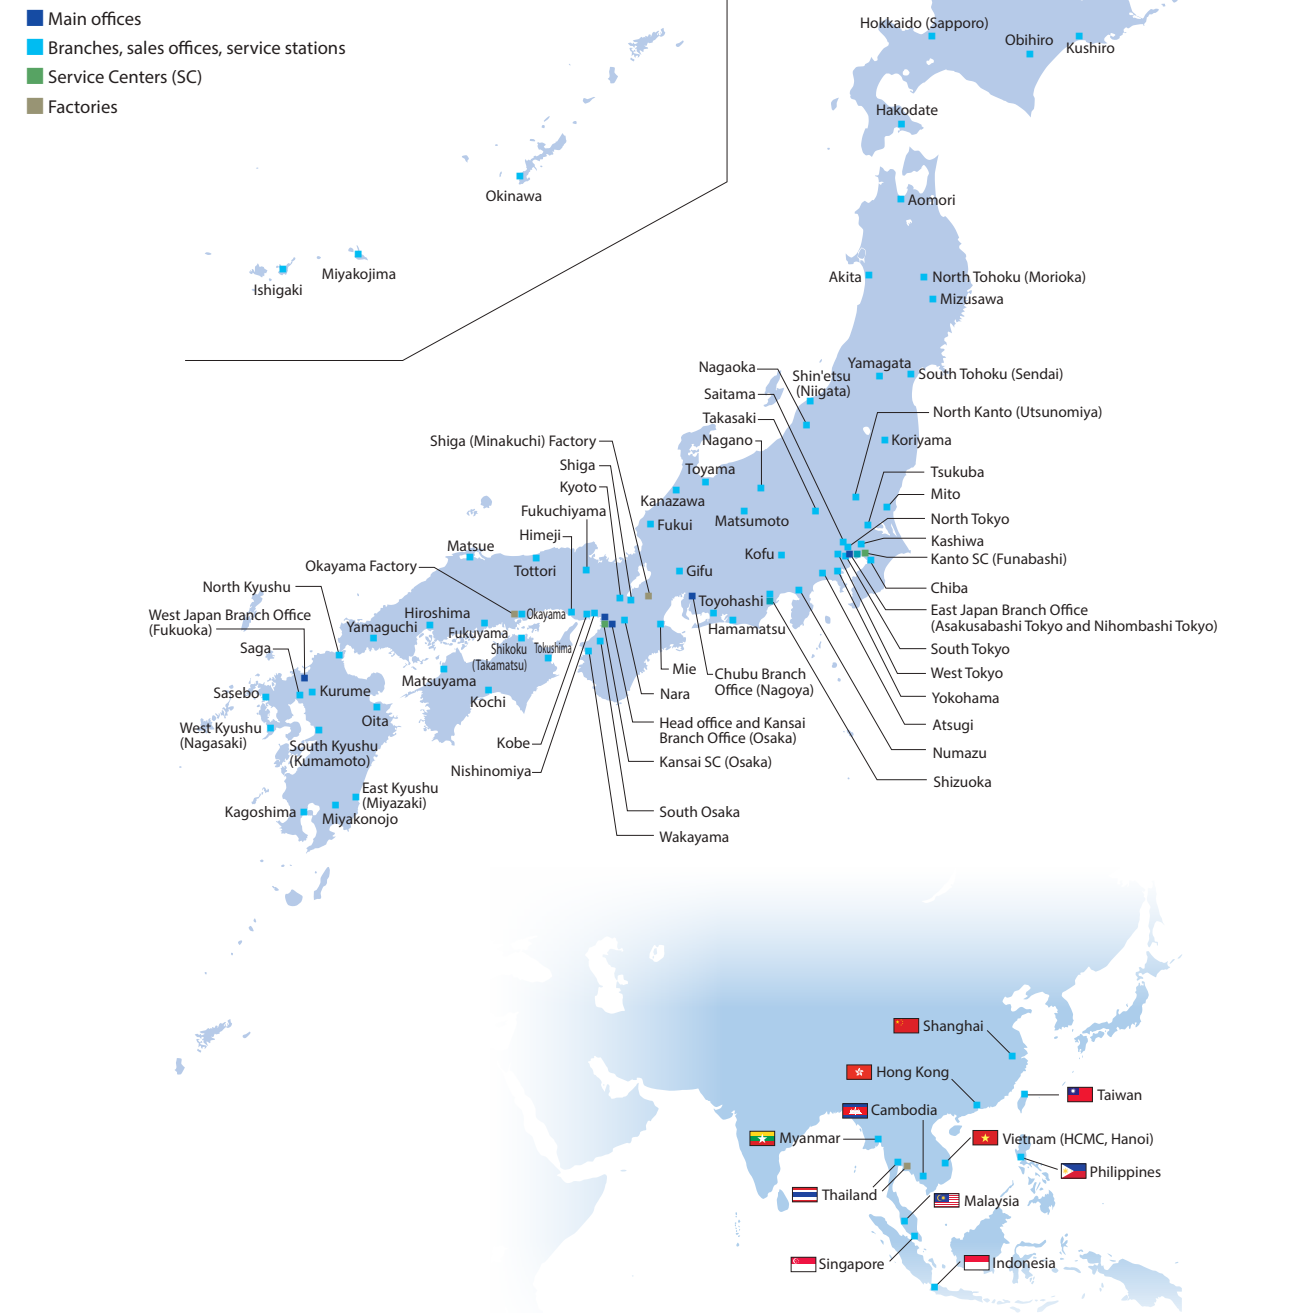 Main offices
Branches, sales offices, service stations
Service Centers (SC)
Factories
Hokkaido (Sapporo)
Obihiro
Kushiro
Hakodate
Okinawa
Aomori
Miyakojima
Ishigaki
Akita
North Tohoku (Morioka)
Mizusawa
Nagaoka
Yamagata
Shin'etsu
(Niigata)
South Tohoku (Sendai)
Saitama
Takasaki
North Kanto (Utsunomiya)
Nagano
Koriyama
Shiga (Minakuchi) Factory
Shiga
Toyama
Tsukuba
Kyoto
Kanazawa
Mito
Fukuchiyama
Fukui
Matsumoto
North Tokyo
Himeji
Kashiwa
Matsue
Kofu
Kanto SC (Funabashi)
Okayama Factory
Tottori
Gifu
North Kyushu
Chiba
Toyohashi
West Japan Branch Office
(Fukuoka)
Hiroshima
Okayama
East Japan Branch Office
(Asakusabashi Tokyo and Nihombashi Tokyo)
Yamaguchi
Fukuyama
Hamamatsu
Saga
Shikoku
(Takamatsu)
Tokushima
South Tokyo
Mie
Chubu Branch
Office (Nagoya)
West Tokyo
Matsuyama
Sasebo
Kurume
Nara
Yokohama
Kochi
Oita
West Kyushu
(Nagasaki)
Head office and Kansai
Branch Office (Osaka)
Atsugi
South Kyushu
(Kumamoto)
Kobe
Kansai SC (Osaka)
Numazu
Nishinomiya
Shizuoka
East Kyushu
(Miyazaki)
Kagoshima
Miyakonojo
South Osaka
Wakayama
Shanghai
Hong Kong
Taiwan
Cambodia
Myanmar
Vietnam (HCMC, Hanoi)
Philippines
Thailand
Malaysia
Singapore
Indonesia